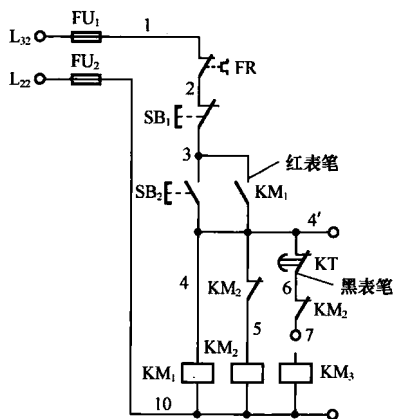 FU₁
1
L₃₂
FU₂
L₂₂
FR
2
SB₁
3
红表笔
SB₂
KM₁
4′
KT
4
KM₂
6
黑表笔
KM₂
5
7
KM₂
KM₁
KM₃
10